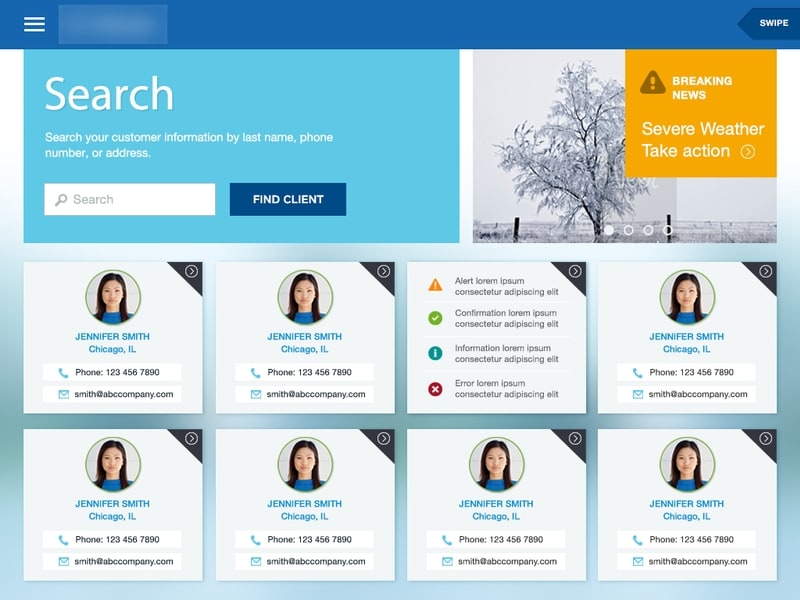 SWIPE
Search
Search your customer information by last name, phone
number, or address.
Search
FIND CLIENT
BREAKING
NEWS
Severe Weather
Take action
JENNIFER SMITH
Chicago, IL
Phone: 123 456 7890
smith@abccompany.com
JENNIFER SMITH
Chicago, IL
Phone: 123 456 7890
smith@abccompany.com
Alert lorem ipsum
consectetur adipiscing elit
Confirmation lorem ipsum
consectetur adipiscing elit
Information lorem ipsum
consectetur adipiscing elit
Error lorem ipsum
consectetur adipiscing elit
JENNIFER SMITH
Chicago, IL
Phone: 123 456 7890
smith@abccompany.com
JENNIFER SMITH
Chicago, IL
Phone: 123 456 7890
smith@abccompany.com
JENNIFER SMITH
Chicago, IL
Phone: 123 456 7890
smith@abccompany.com
JENNIFER SMITH
Chicago, IL
Phone: 123 456 7890
smith@abccompany.com
JENNIFER SMITH
Chicago, IL
Phone: 123 456 7890
smith@abccompany.com